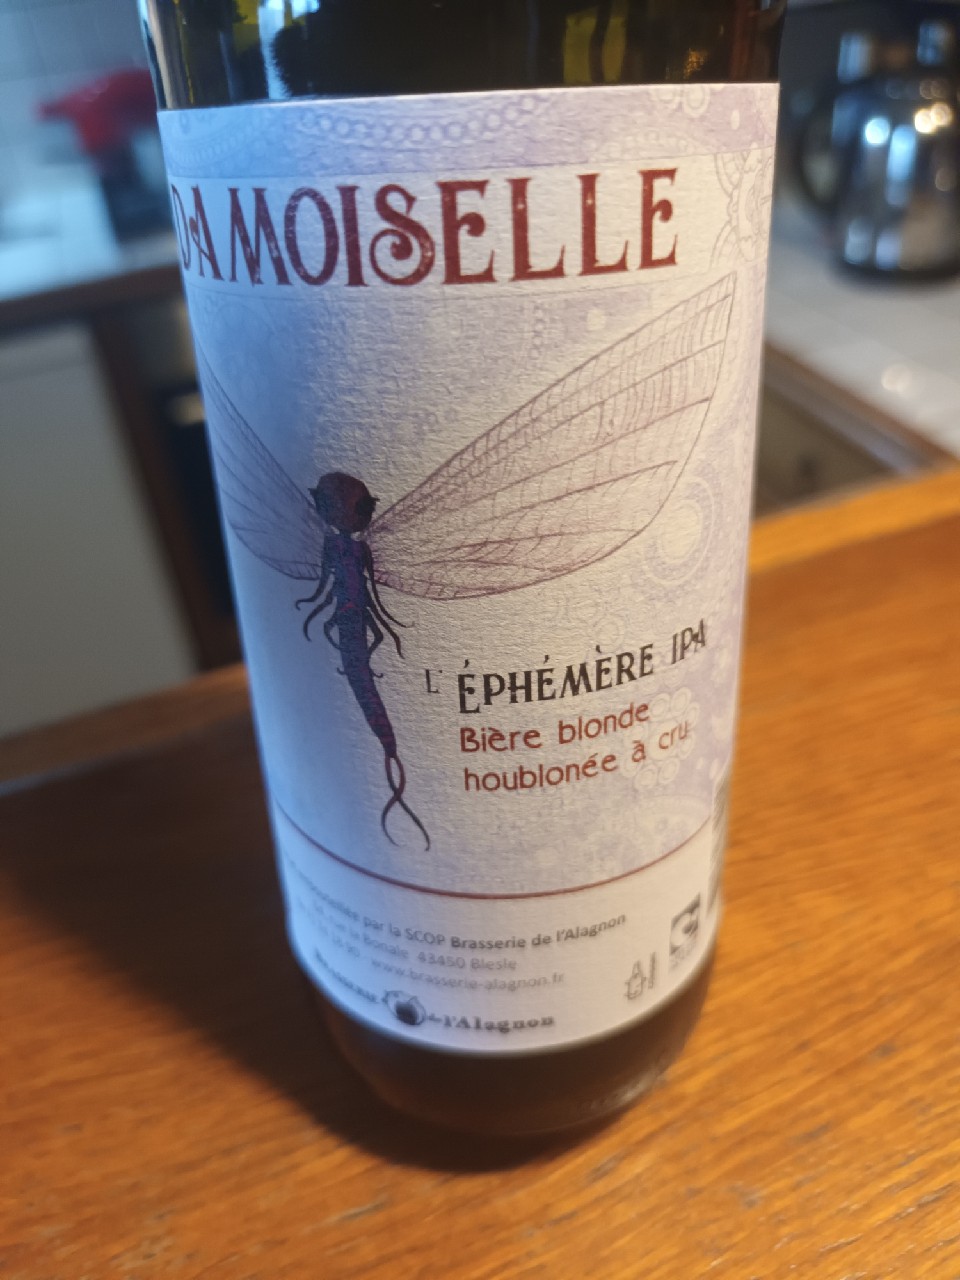 DAMOISELLE
L'ÉPHÉMÈRE IPA
Bière blonde
houblonée à cru
par la SCOP Brasserie de l'Alagnon
43450 Blesle
www.brasserie-alagnon.fr
de l'Alagnon